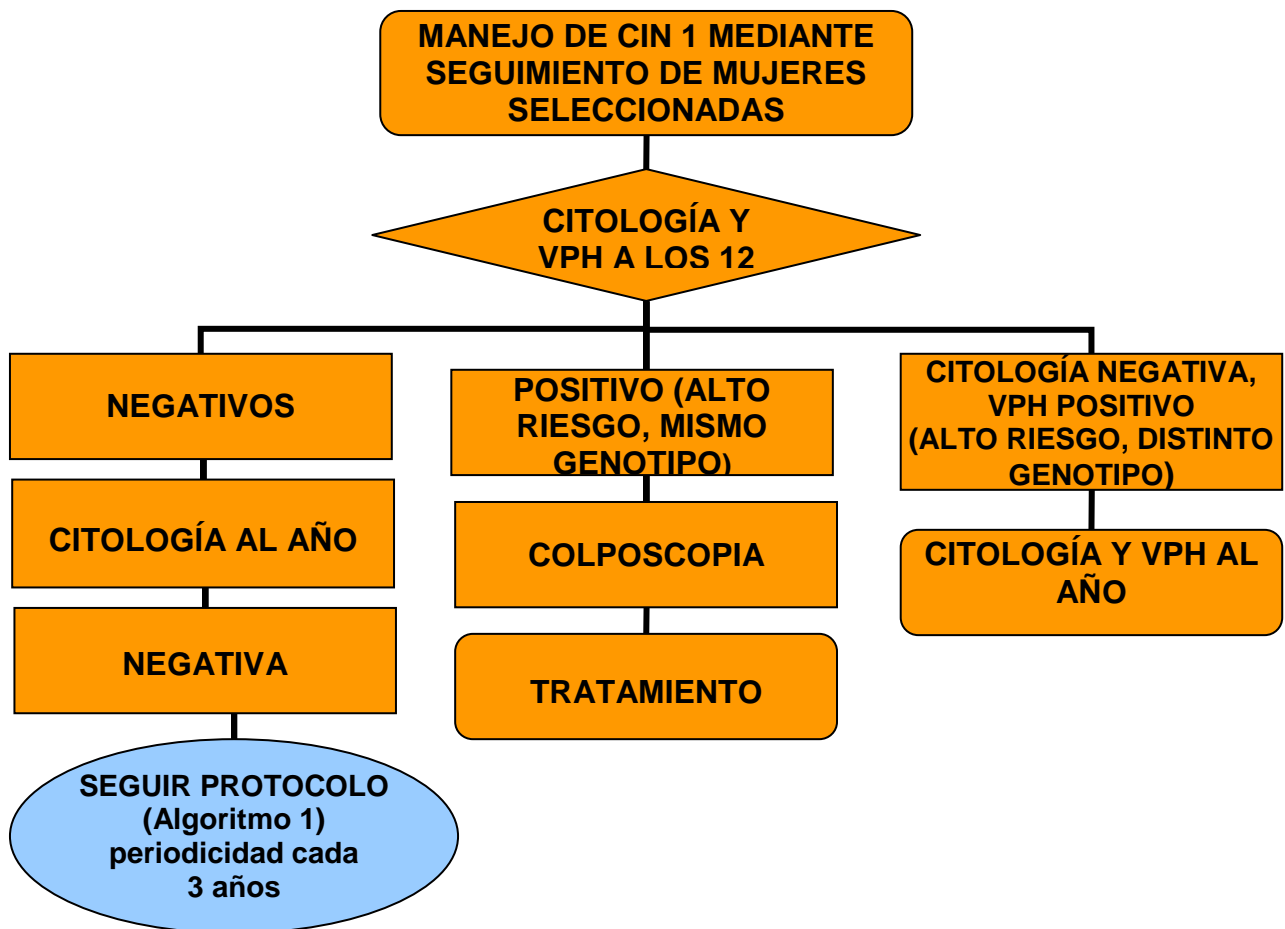 MANEJO DE CIN 1 MEDIANTE
SEGUIMIENTO DE MUJERES
SELECCIONADAS
CITOLOGÍA Y
VPH A LOS 12
NEGATIVOS
CITOLOGÍA AL AÑO
NEGATIVA
SEGUIR PROTOCOLO
(Algoritmo 1)
periodicidad cada
3 años
POSITIVO (ALTO
RIESGO, MISMO
GENOTIPO)
COLPOSCOPIA
TRATAMIENTO
CITOLOGÍA NEGATIVA,
VPH POSITIVO
(ALTO RIESGO, DISTINTO
GENOTIPO)
CITOLOGÍA Y VPH AL
AÑO